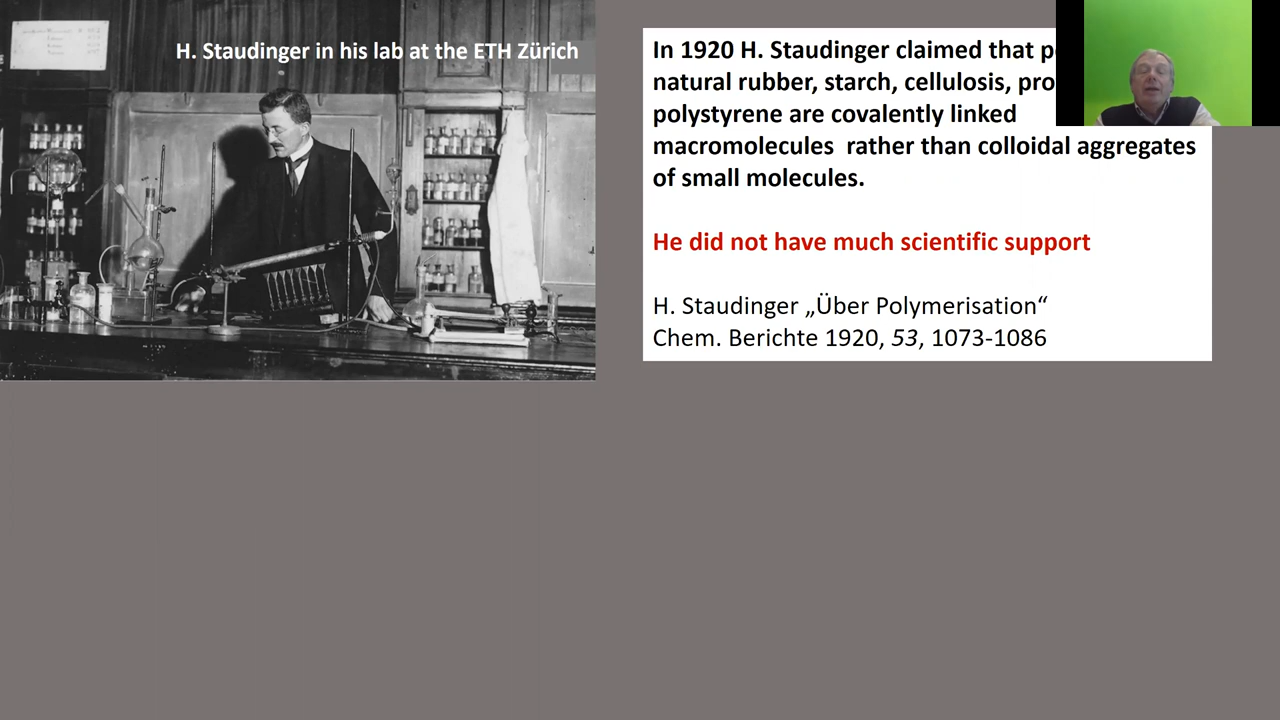 H. Staudinger in his lab at the ETH Zürich
In 1920 H. Staudinger claimed that
natural rubber, starch, cellulosis,
polystyrene are covalently linked
macromolecules rather than colloidal aggregates
of small molecules.
He did not have much scientific support
H. Staudinger „Über Polymerisation“
Chem. Berichte 1920, 53, 1073-1086